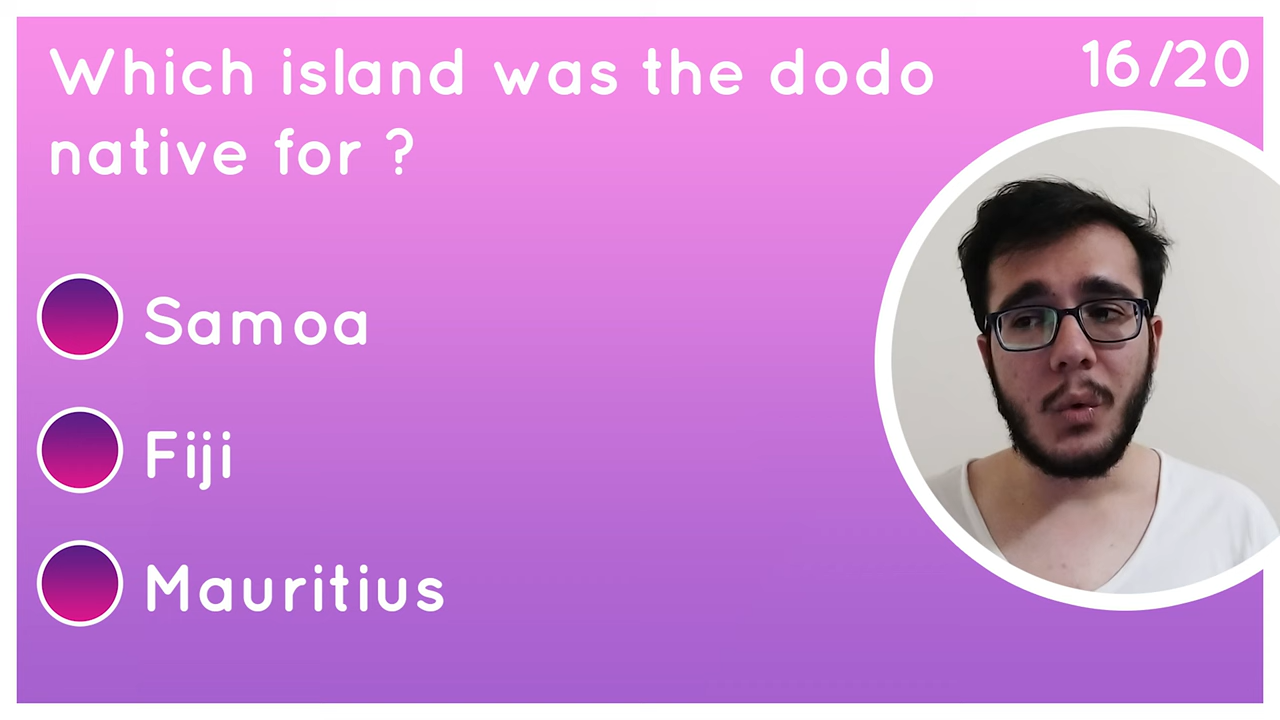 Which island was the dodo
native for ?
16/20
Samoa
Fiji
Mauritius